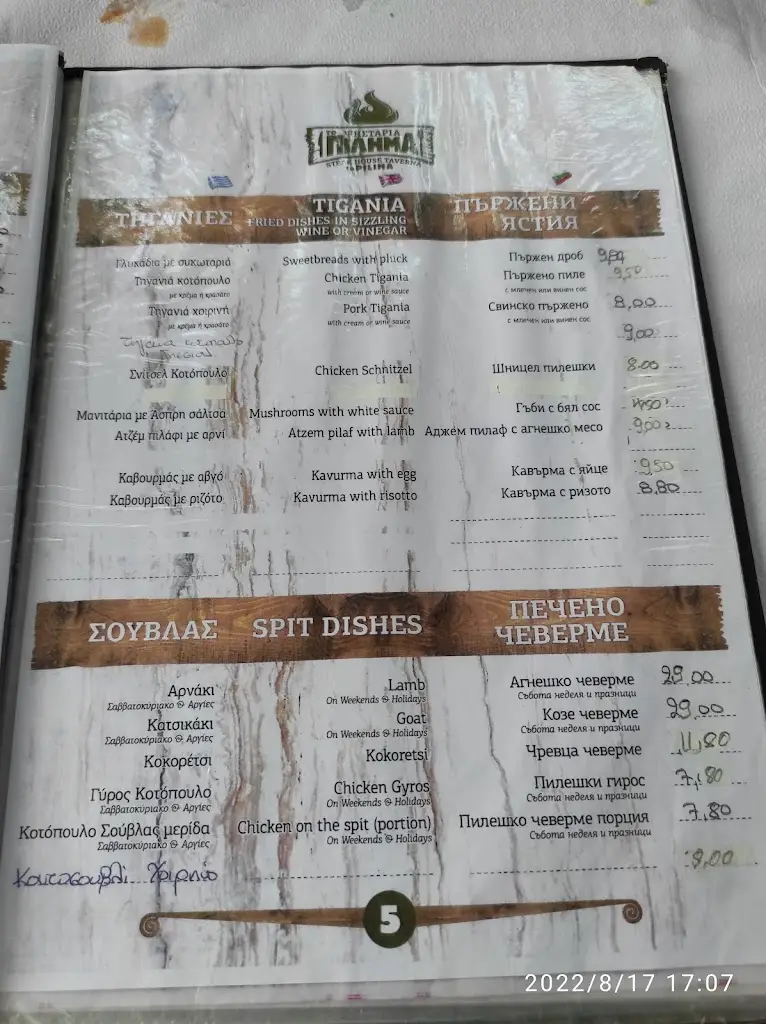 ΨΗΣΤΑΡΙΑ
STEAK HOUSE TAVERNA
ΤΗΓΑΝΙΕΣ TIGANIA ПЪРЖЕНИ
FRIED DISHES IN SIZZLING ЯСТИЯ
WINE OR VINEGAR
Γλυκάδια με συκωταριά Sweetbreads with pluck Пържен дроб
Τηγανιά κοτόπουλο Chicken Tigania Пържено пиле 9,50
με κρέμα ή κρασάτο with cream or wine sauce с млечен или винен сос
Τηγανιά χοιρινή Pork Tigania Свинско пържено 8,00
με κρέμα ή κρασάτο with cream or wine sauce с млечен или винен сос
9,00
Σνίτσελ Κοτόπουλο Chicken Schnitzel Шницел пилешки 8.00
Μανιτάρια με Άσπρη σάλτσα Mushrooms with white sauce Гъби с бял сос
Ατζέμ πιλάφι με αρνί Atzem pilaf with lamb Аджем пилаф с агнешко месо 9,00
Καβουρμάς με αβγό Kavurma with egg Кавърма с яйце 9,50
Καβουρμάς με ριζότο Kavurma with risotto Кавърма с ризото 8,80
ΣΟΥΒΛΑΣ SPIT DISHES ПЕЧЕНО
ЧЕВЕРМЕ
Αρνάκι Lamb Агнешко чеверме 29,00
Σαββατοκύριακο & Αργίες On Weekends & Holidays Събота неделя и празници
Κατσικάκι Goat Козе чеверме 29,00
Σαββατοκύριακο & Αργίες On Weekends & Holidays Събота неделя и празници
Κοκορέτσι Kokoretsi Чревца чеверме 11,80
Γύρος Κοτόπουλο Chicken Gyros Пилешки гирос 7,80
Σαββατοκύριακο & Αργίες On Weekends & Holidays Събота неделя и празници
Κοτόπουλο Σούβλας μερίδα Chicken on the spit (portion) Пилешко чеверме порция 7.80
Σαββατοκύριακο & Αργίες On Weekends & Holidays Събота неделя и празници
Κοντοσουβλι Χοιρινο 9,00
5
2022/8/17 17:07